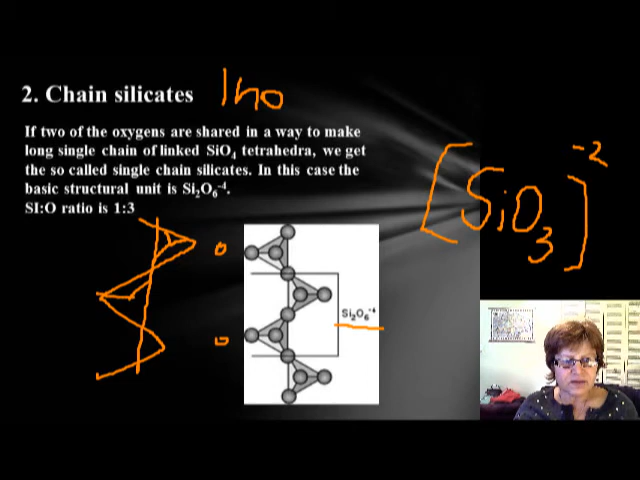 2. Chain silicates Ino
If two of the oxygens are shared in a way to make
long single chain of linked SiO4 tetrahedra, we get
the so called single chain silicates. In this case the
basic structural unit is Si2O6-4.
SI:O ratio is 1:3
[SiO3]-2
Si2O6-4